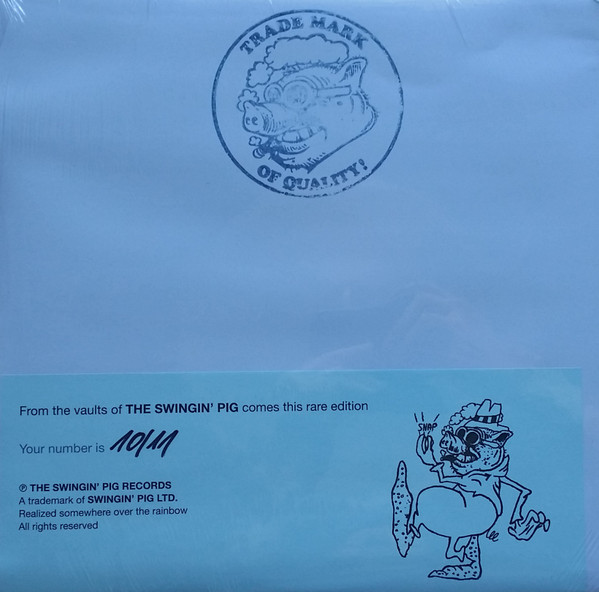 TRADE MARK
OF QUALITY!
From the vaults of THE SWINGIN' PIG comes this rare edition
Your number is 10/11
℗ THE SWINGIN' PIG RECORDS
A trademark of SWINGIN' PIG LTD.
Realized somewhere over the rainbow
All rights reserved
SNAP